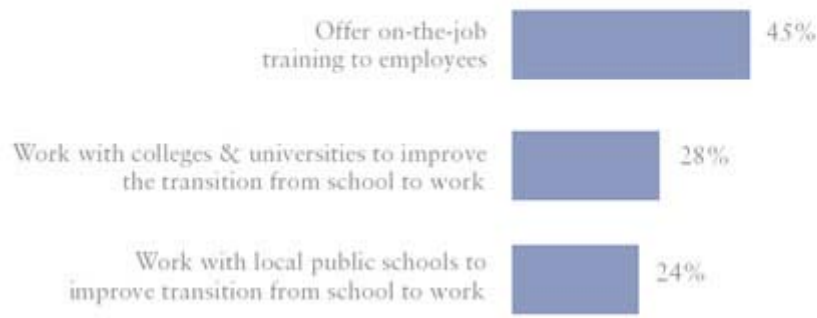 Offer on-the-job
training to employees
45%
Work with colleges & universities to improve
the transition from school to work
28%
Work with local public schools to
improve transition from school to work
24%